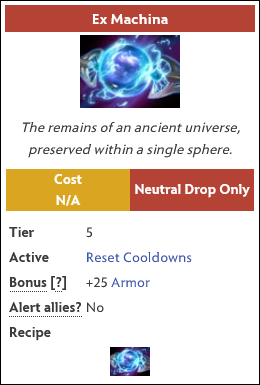 Ex Machina
The remains of an ancient universe,
preserved within a single sphere.
Cost
N/A
Neutral Drop Only
Tier 5
Active Reset Cooldowns
Bonus [?] +25 Armor
Alert allies? No
Recipe